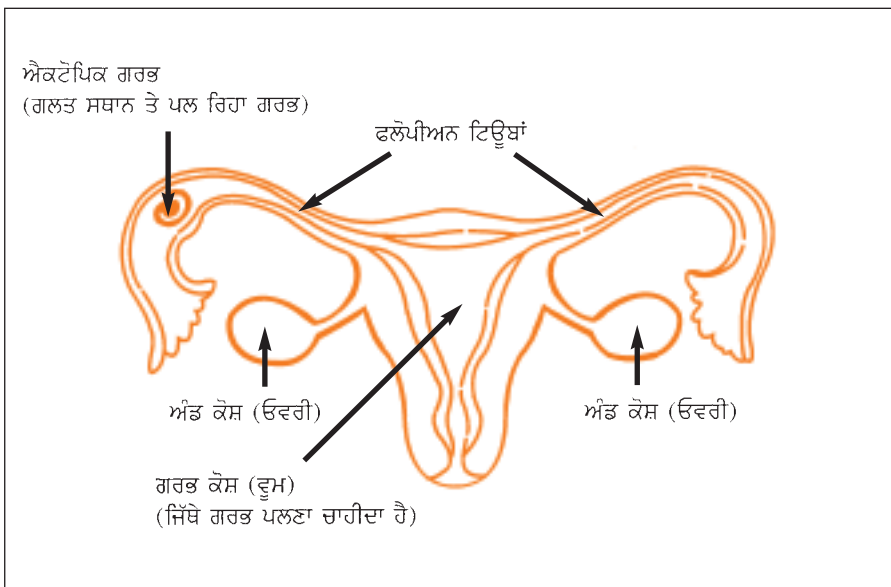 ਐਕਟੋਪਿਕ ਗਰਭ
(ਗਲਤ ਸਥਾਨ ਤੇ ਪਲ ਰਿਹਾ ਗਰਭ)
ਫਲੋਪੀਅਨ ਟਿਊਬਾਂ
ਅੰਡ ਕੋਸ਼ (ਓਵਰੀ)
ਅੰਡ ਕੋਸ਼ (ਓਵਰੀ)
ਗਰਭ ਕੋਸ਼ (ਵੂਮ)
(ਜਿੱਥੇ ਗਰਭ ਪਲਣਾ ਚਾਹੀਦਾ ਹੈ)